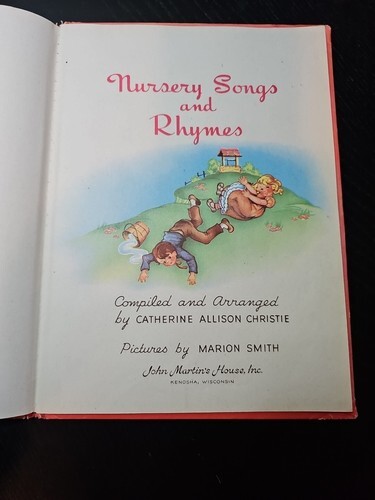 Nursery Songs
and
Rhymes
Compiled and Arranged
by CATHERINE ALLISON CHRISTIE
Pictures by MARION SMITH
John Martin's House, Inc.
KENOSHA, WISCONSIN